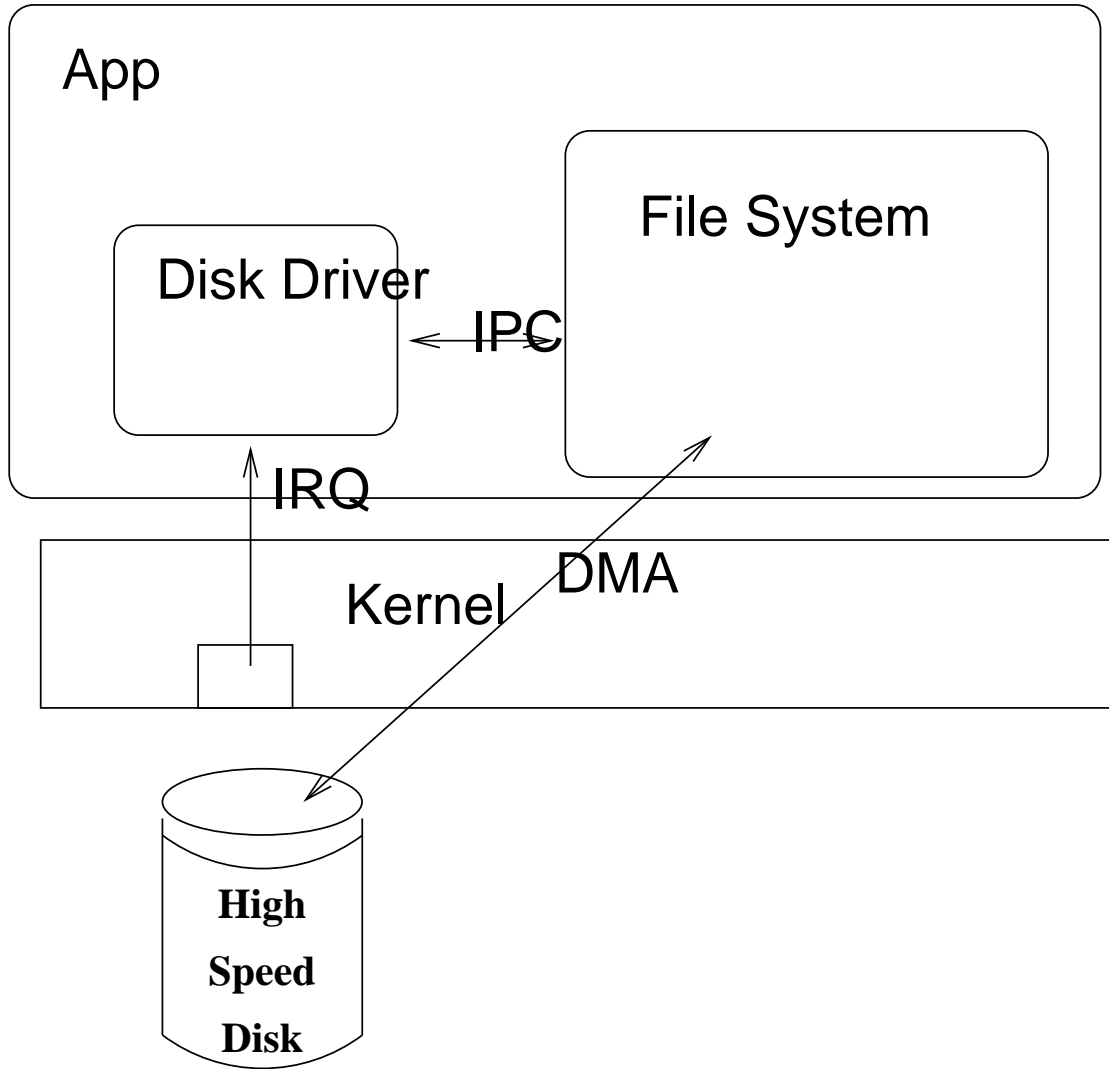 App
File System
Disk Driver
IPC
IRQ
DMA
Kernel
High
Speed
Disk